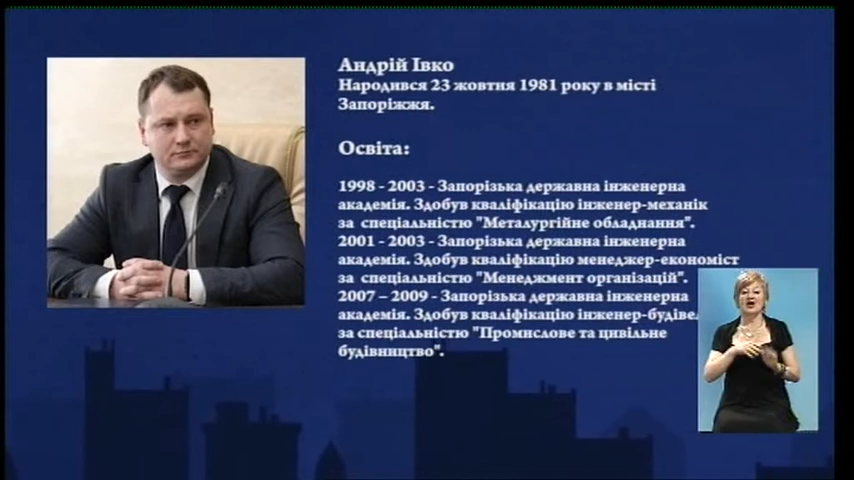 Андрій Івко
Народився 23 жовтня 1981 року в місті
Запоріжжя.
Освіта:
1998 - 2003 - Запорізька державна інженерна
академія. Здобув кваліфікацію інженер-механік
за спеціальністю "Металургійне обладнання".
2001 - 2003 - Запорізька державна інженерна
академія. Здобув кваліфікацію менеджер-економіст
за спеціальністю "Менеджмент організацій".
2007 – 2009 - Запорізька державна інженерна
академія. Здобув кваліфікацію
за спеціальністю "Промислове та цивільне
будівництво".